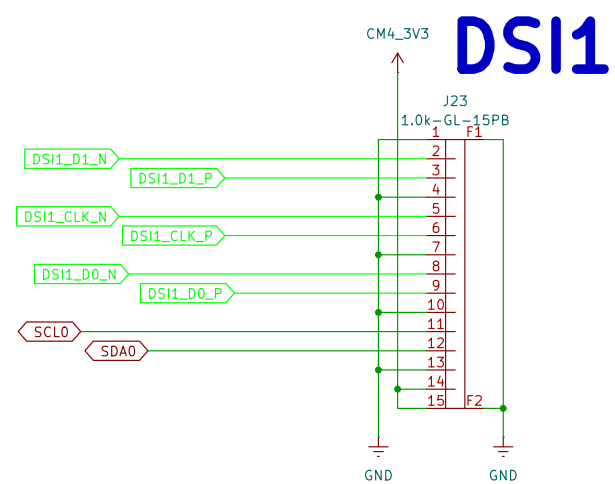 DSI1
CM4_3V3
J23
1.0k-GL-15PB
1 F1
DSI1_D1_N 2
DSI1_D1_P 3
4
DSI1_CLK_N 5
DSI1_CLK_P 6
7
DSI1_D0_N 8
DSI1_D0_P 9
10
SCL0 11
SDA0 12
13
14
15 F2
GND GND